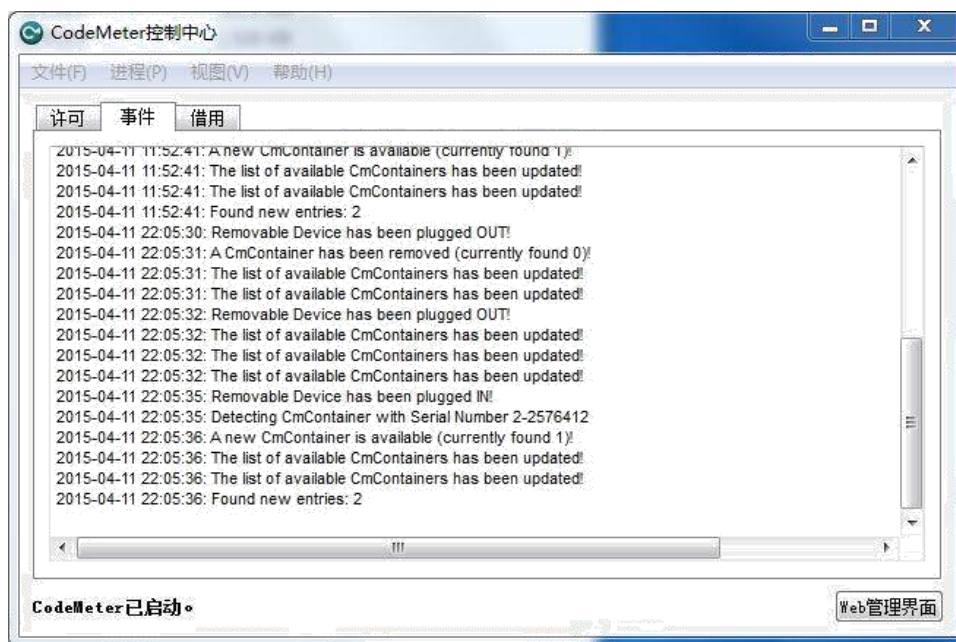 CodeMeter控制中心
文件(F) 进程(P) 视图(V) 帮助(H)
许可 事件 借用
2015-04-11 11:52:41: A new CmContainer is available (currently found 1)!
2015-04-11 11:52:41: The list of available CmContainers has been updated!
2015-04-11 11:52:41: The list of available CmContainers has been updated!
2015-04-11 11:52:41: Found new entries: 2
2015-04-11 22:05:30: Removable Device has been plugged OUT!
2015-04-11 22:05:31: A CmContainer has been removed (currently found 0)!
2015-04-11 22:05:31: The list of available CmContainers has been updated!
2015-04-11 22:05:31: The list of available CmContainers has been updated!
2015-04-11 22:05:32: Removable Device has been plugged OUT!
2015-04-11 22:05:32: The list of available CmContainers has been updated!
2015-04-11 22:05:32: The list of available CmContainers has been updated!
2015-04-11 22:05:32: The list of available CmContainers has been updated!
2015-04-11 22:05:35: Removable Device has been plugged IN!
2015-04-11 22:05:35: Detecting CmContainer with Serial Number 2-2576412
2015-04-11 22:05:36: A new CmContainer is available (currently found 1)!
2015-04-11 22:05:36: The list of available CmContainers has been updated!
2015-04-11 22:05:36: The list of available CmContainers has been updated!
2015-04-11 22:05:36: Found new entries: 2
CodeMeter已启动。
Web管理界面